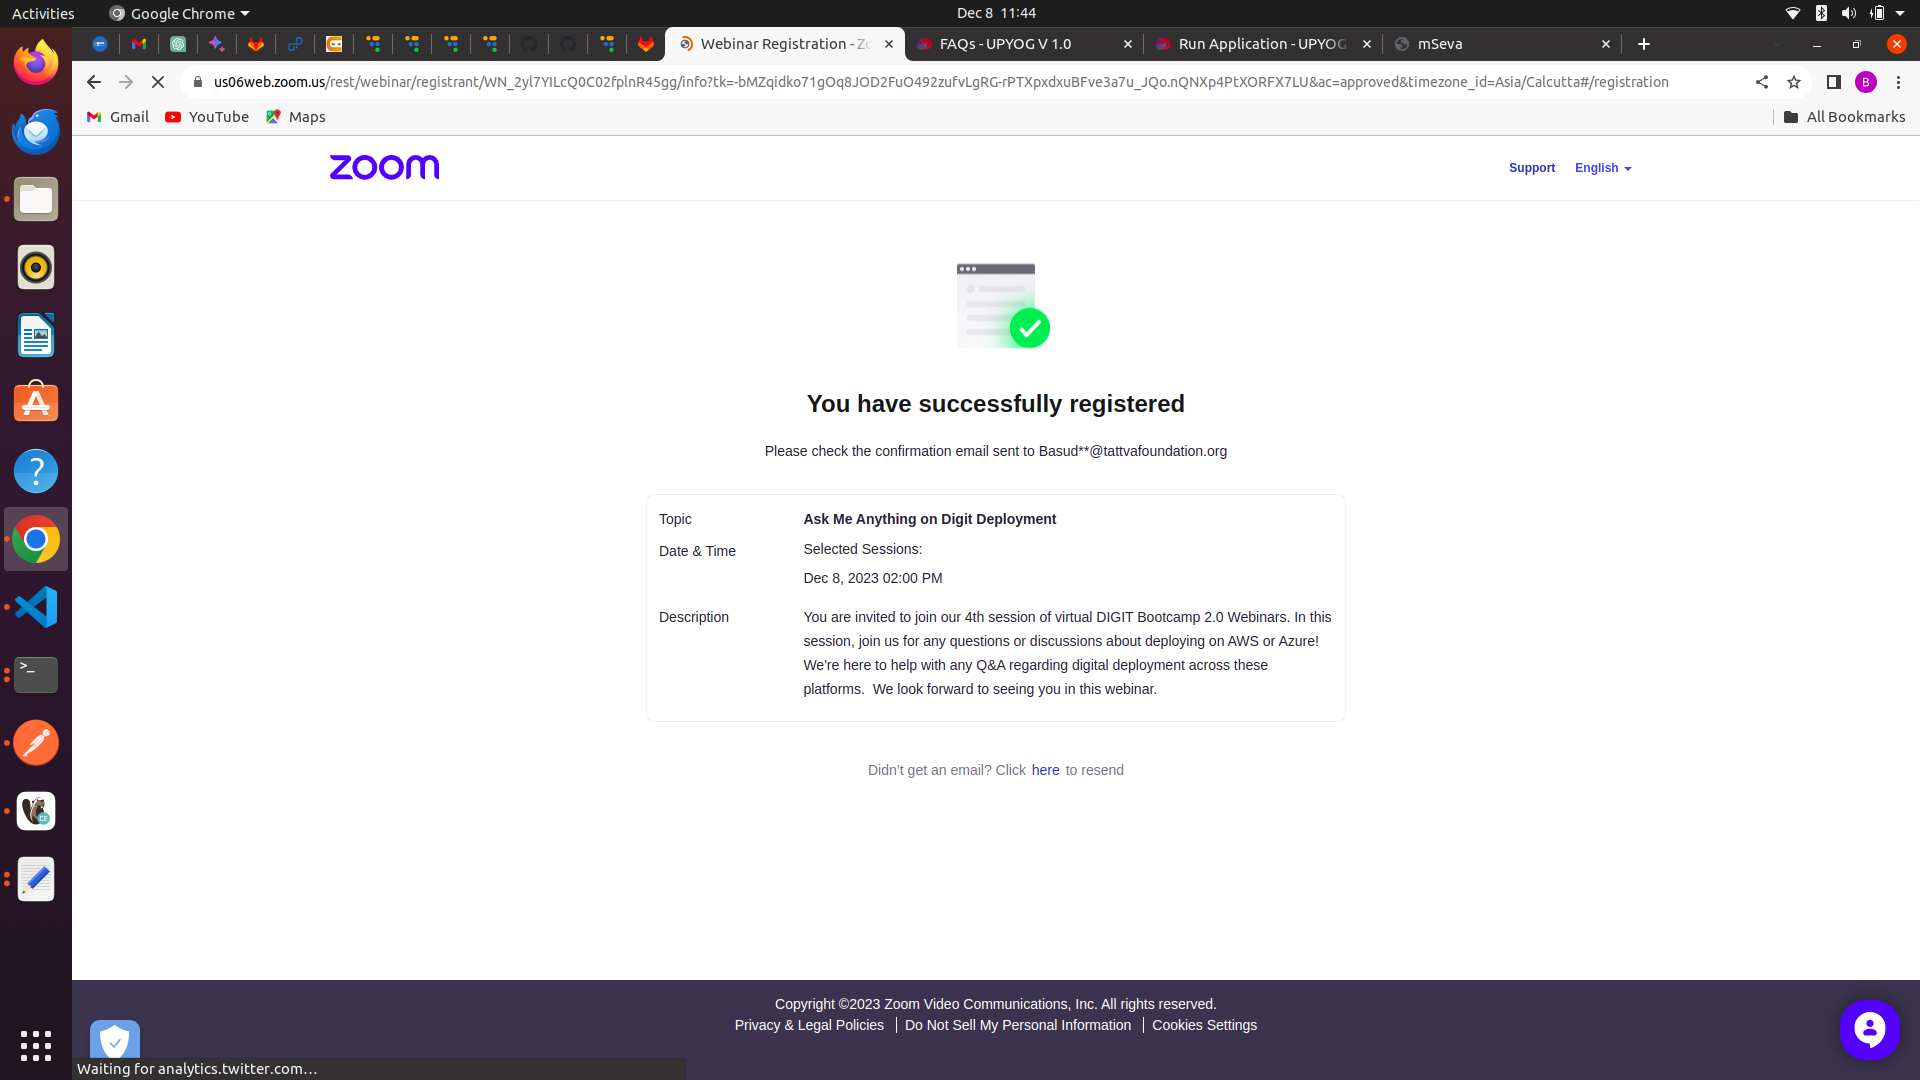 Activities
Google Chrome
Dec 8 11:44
Webinar Registration - Zo
FAQs - UPYOG V 1.0
Run Application - UPYOG
mSeva
us06web.zoom.us/rest/webinar/registrant/WN_2yl7YILcQ0C02fplnR45gg/info?tk=-bMZqidko71gOq8JOD2FuO492zufvLgRG-rPTXpxdxuBFve3a7u_JQo.nQNXp4PtXORFX7LU&ac=approved&timezone_id=Asia/Calcutta#/registration
B
Gmail
YouTube
Maps
All Bookmarks
zoom
Support
English
You have successfully registered
Please check the confirmation email sent to Basud**@tattvafoundation.org
Topic
Ask Me Anything on Digit Deployment
Date & Time
Selected Sessions:
Dec 8, 2023 02:00 PM
Description
You are invited to join our 4th session of virtual DIGIT Bootcamp 2.0 Webinars. In this
session, join us for any questions or discussions about deploying on AWS or Azure!
We're here to help with any Q&A regarding digital deployment across these
platforms.  We look forward to seeing you in this webinar.
Didn't get an email? Click here to resend
Copyright ©2023 Zoom Video Communications, Inc. All rights reserved.
Privacy & Legal Policies
Do Not Sell My Personal Information
Cookies Settings
Waiting for analytics.twitter.com…